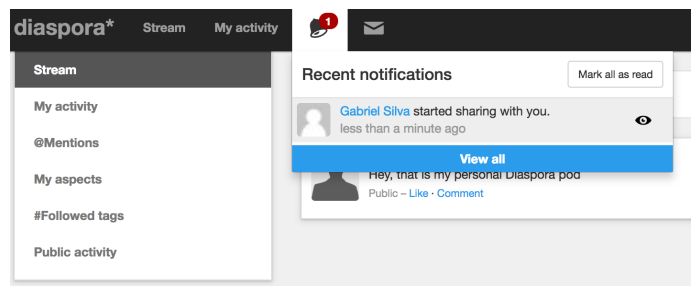 diaspora* Stream My activity 1
Stream
My activity
@Mentions
My aspects
#Followed tags
Public activity
Recent notifications Mark all as read
Gabriel Silva started sharing with you.
less than a minute ago
View all
Hey, that is my personal Diaspora pod
Public – Like · Comment